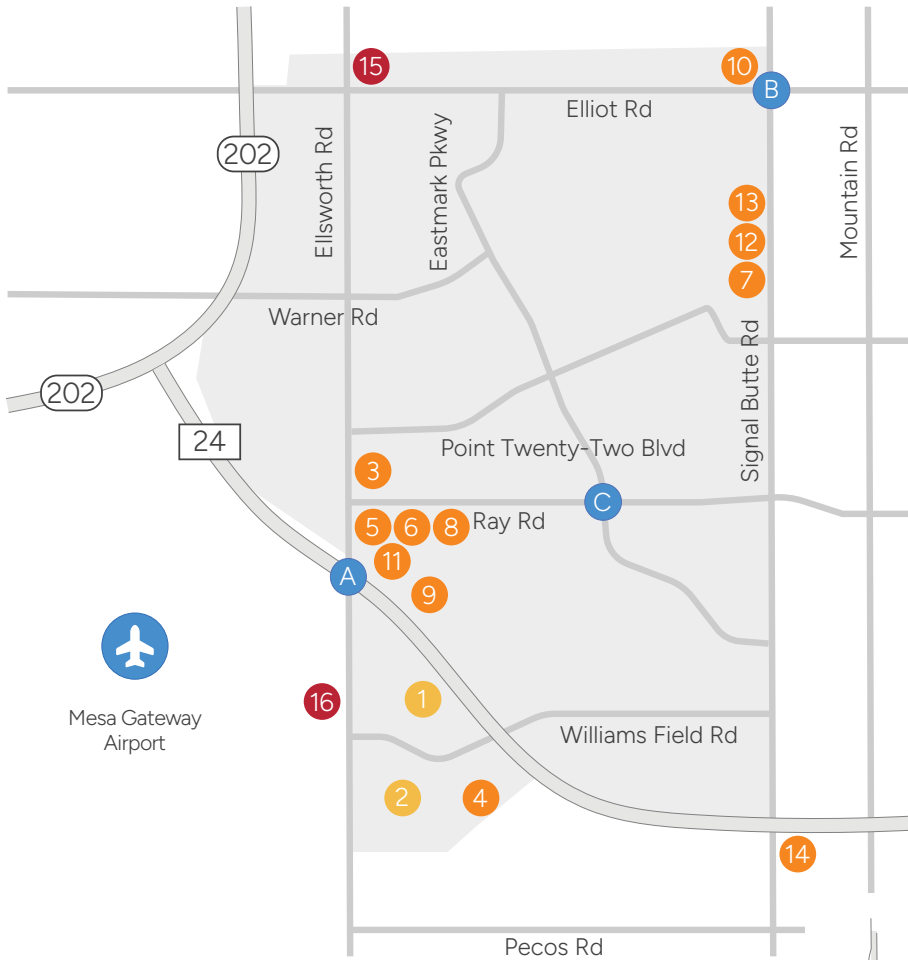 15
10
B
Elliot Rd
202
Ellsworth Rd
Eastmark Pkwy
Mountain Rd
13
12
7
Warner Rd
Signal Butte Rd
202
24
Point Twenty-Two Blvd
3
C
5
6
8
Ray Rd
11
A
9
Mesa Gateway
Airport
16
1
Williams Field Rd
2
4
14
Pecos Rd